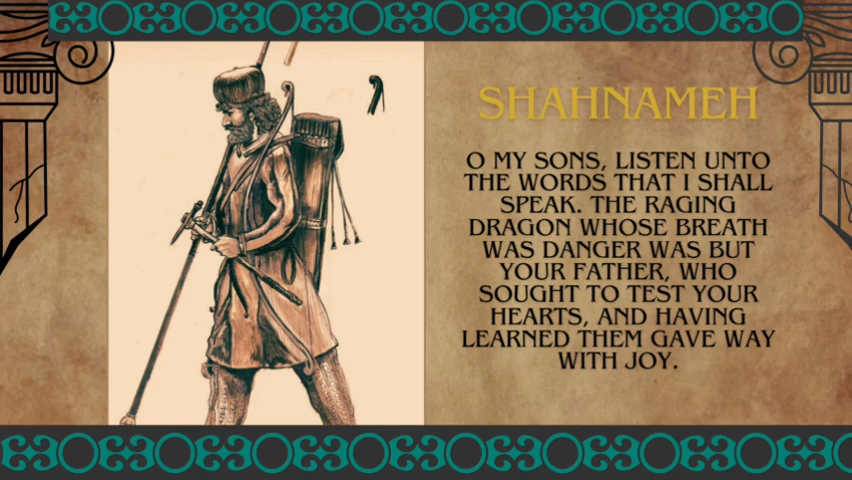 SHAHNAMEH
O MY SONS, LISTEN UNTO
THE WORDS THAT I SHALL
SPEAK. THE RAGING
DRAGON WHOSE BREATH
WAS DANGER WAS BUT
YOUR FATHER, WHO
SOUGHT TO TEST YOUR
HEARTS, AND HAVING
LEARNED THEM GAVE WAY
WITH JOY.